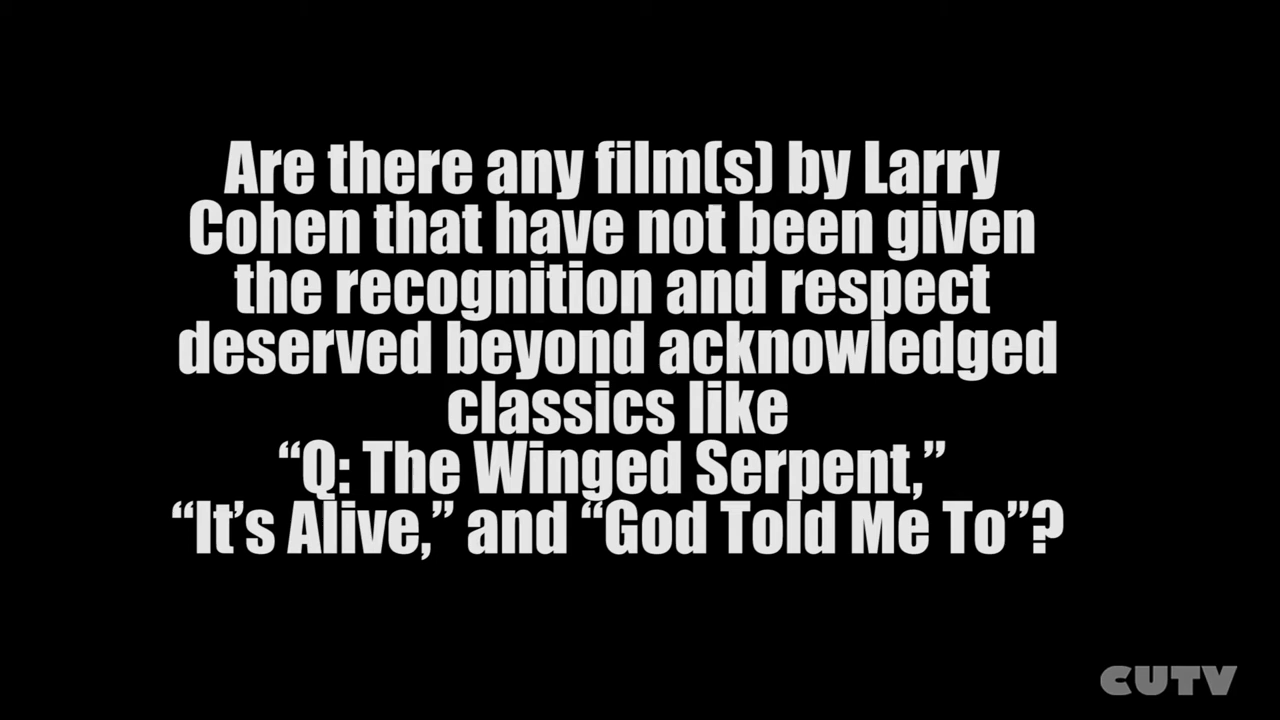 Are there any film(s) by Larry
Cohen that have not been given
the recognition and respect
deserved beyond acknowledged
classics like
“Q: The Winged Serpent,”
“It’s Alive,” and “God Told Me To”?
CUTV